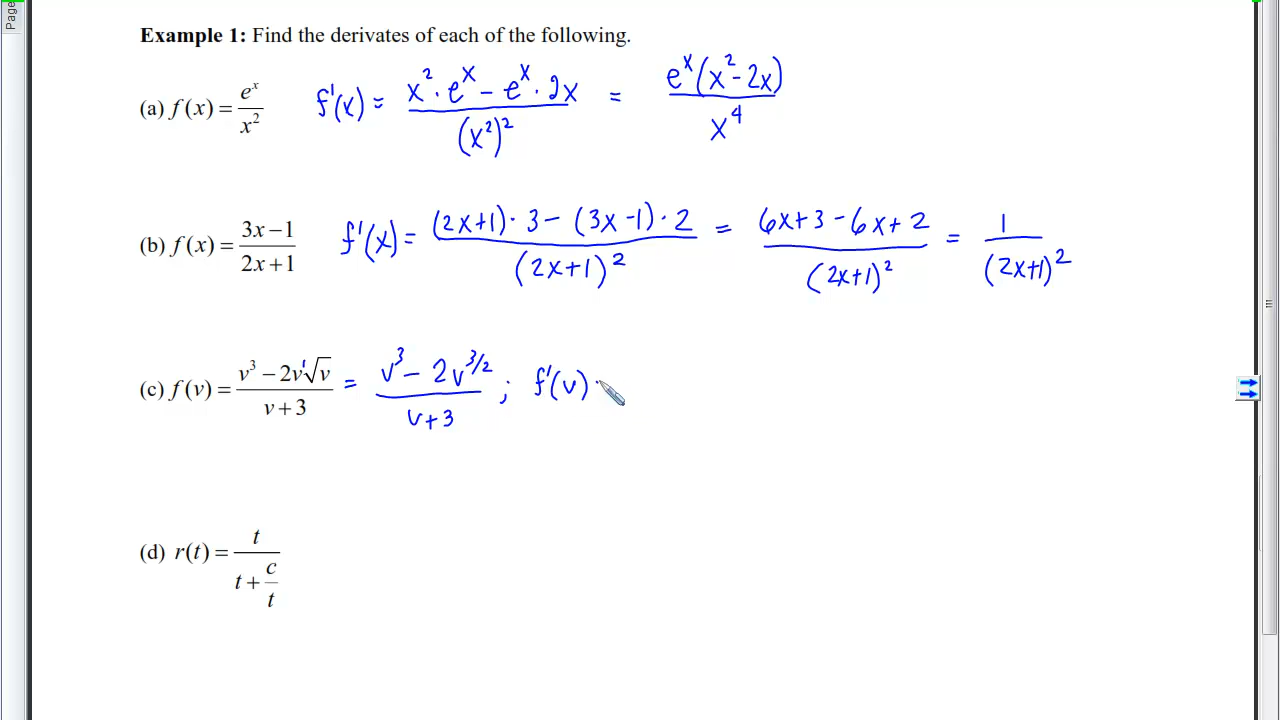 Page
Example 1: Find the derivates of each of the following.
(a) f(x) = e^x / x^2   f'(x) = (x^2 · e^x − e^x · 2x) / (x^2)^2 = e^x(x^2 − 2x) / x^4
(b) f(x) = (3x − 1) / (2x + 1)   f'(x) = ((2x+1) · 3 − (3x − 1) · 2) / (2x+1)^2 = (6x + 3 − 6x + 2) / (2x+1)^2 = 1 / (2x+1)^2
(c) f(v) = (v^3 − 2v^1√v) / (v + 3) = (v^3 − 2v^(3/2)) / (v+3) ; f'(v)
(d) r(t) = t / (t + c/t)